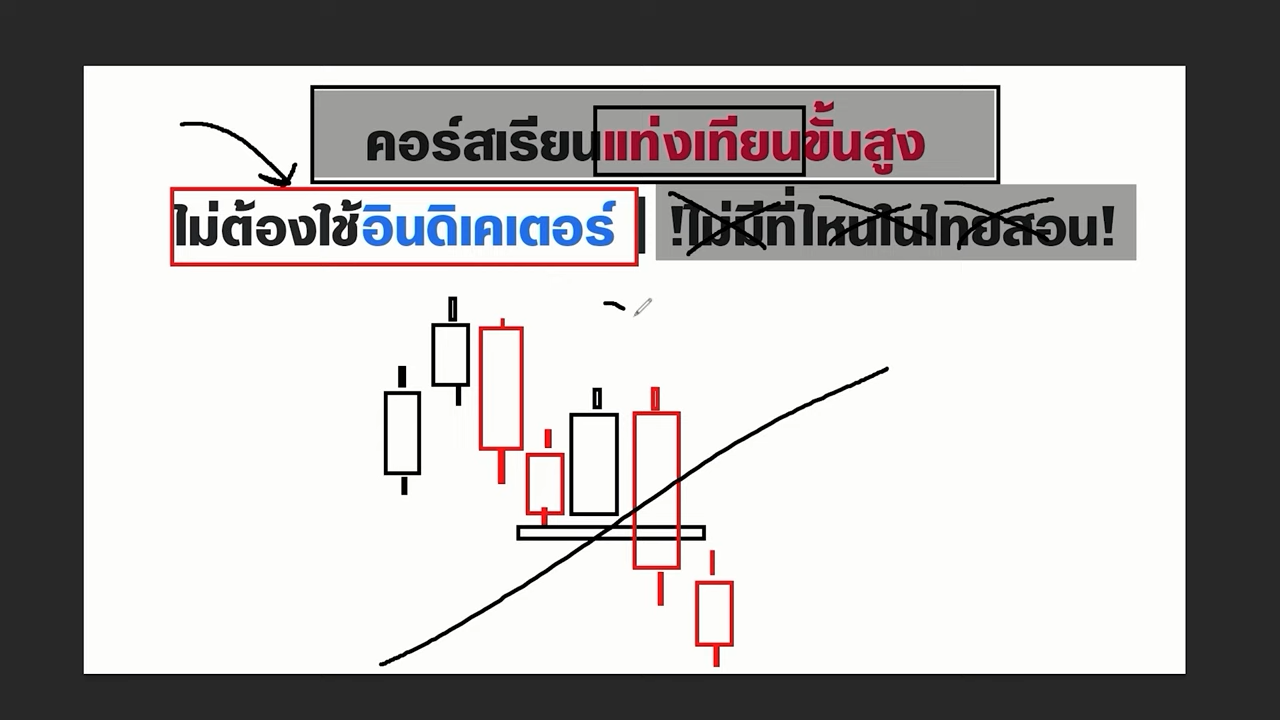 คอร์สเรียนแท่งเทียนขั้นสูง
ไม่ต้องใช้อินดิเคเตอร์ | !ไม่มีที่ไหนในไทยสอน!